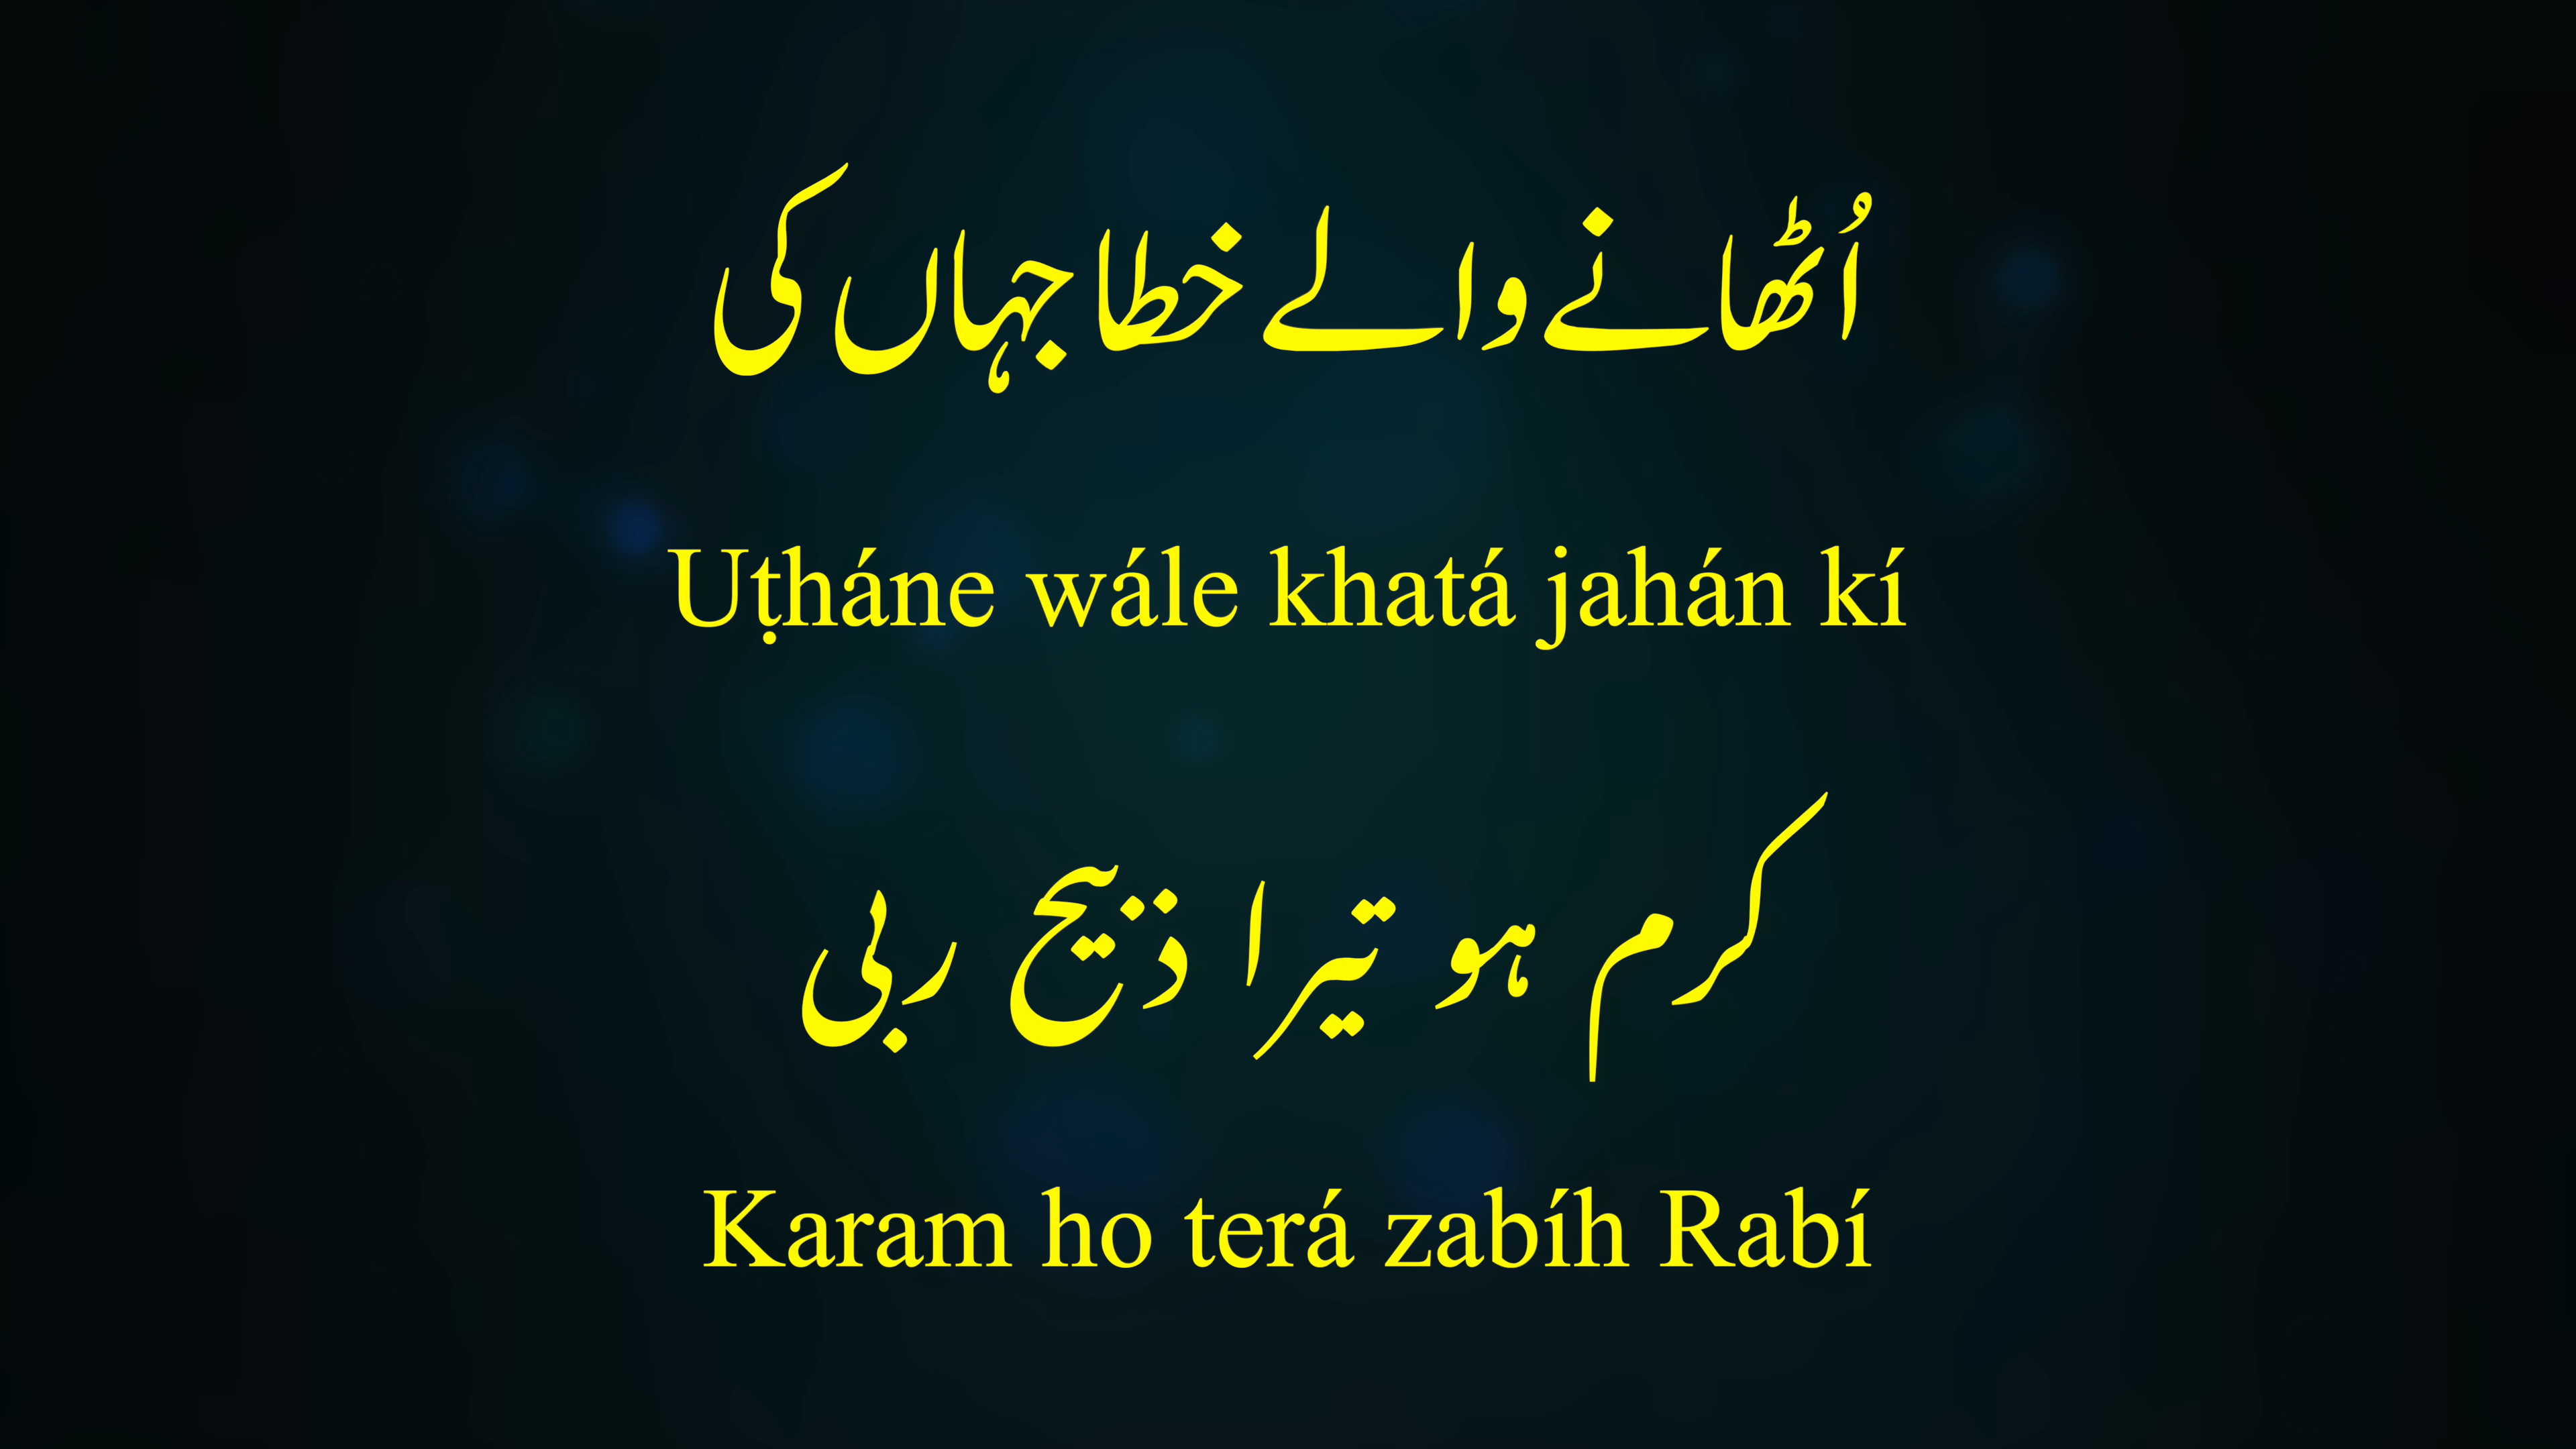 اُٹھانے والے خطا جہاں کی
Uṭháne wále khatá jahán kí
کرم ہو تیرا ذبیح ربی
Karam ho terá zabíh Rabí